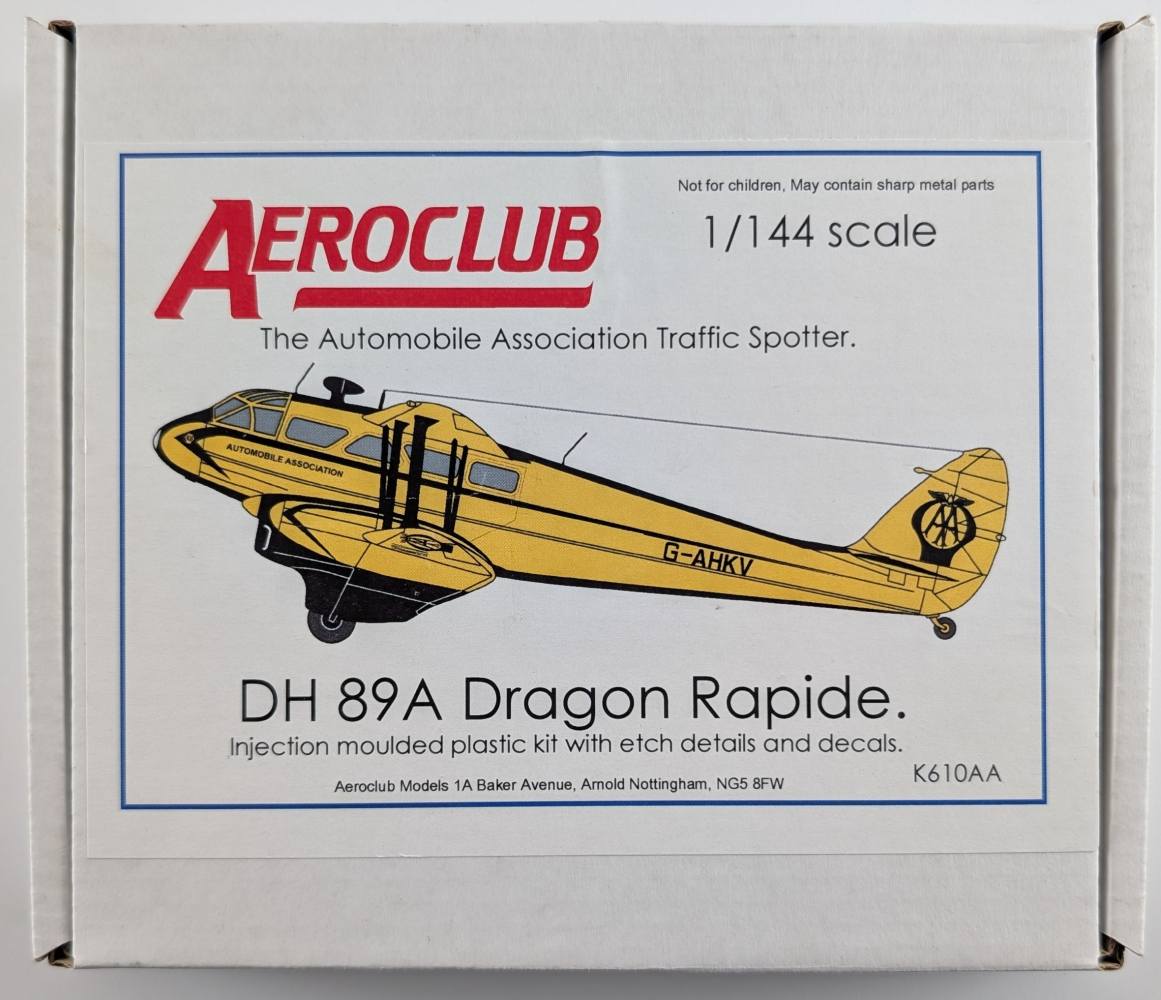 Not for children, May contain sharp metal parts
AEROCLUB
1/144 scale
The Automobile Association Traffic Spotter.
AUTOMOBILE ASSOCIATION
AA
G-AHKV
DH 89A Dragon Rapide.
Injection moulded plastic kit with etch details and decals.
K610AA
Aeroclub Models 1A Baker Avenue, Arnold Nottingham, NG5 8FW